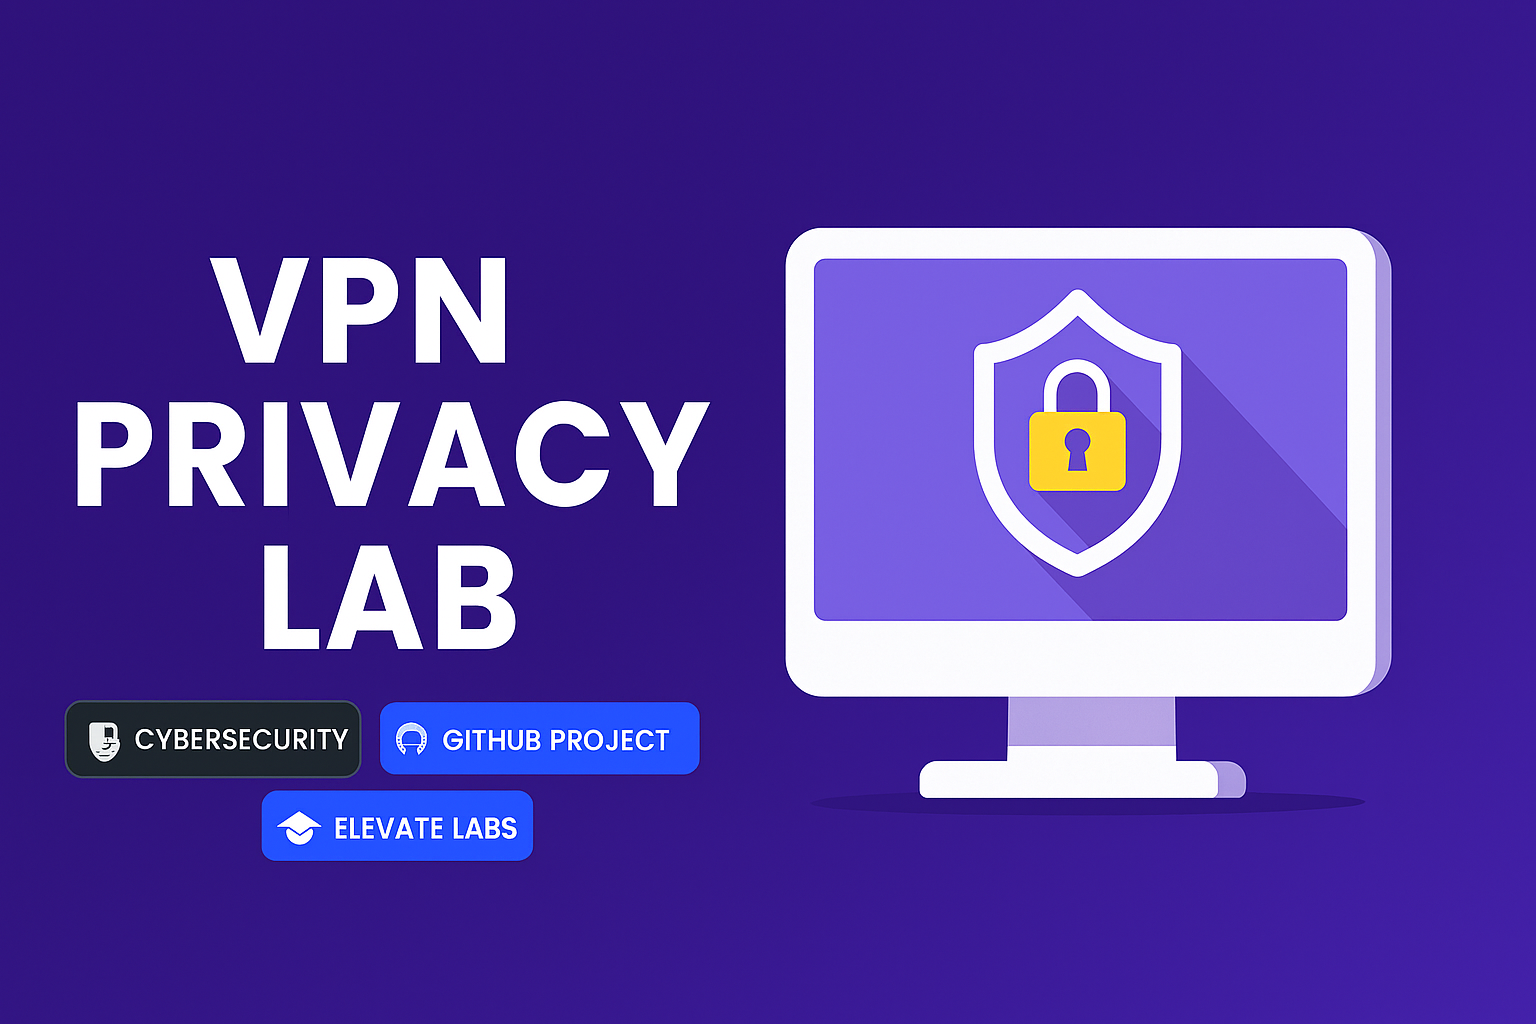 VPN
PRIVACY
LAB
CYBERSECURITY
GITHUB PROJECT
ELEVATE LABS